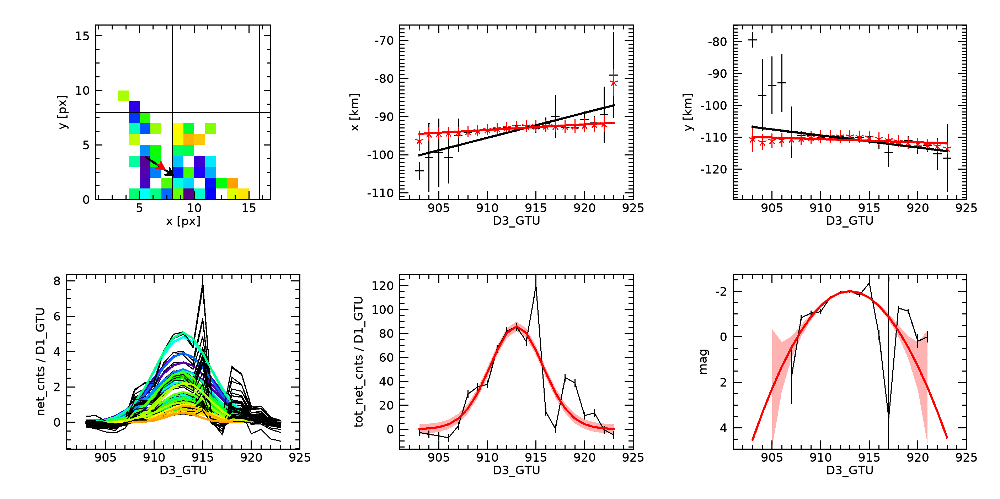 15
10
5
0
y [px]
5 10 15
x [px]
-70
-80
-90
-100
-110
x [km]
905 910 915 920 925
D3_GTU
-80
-90
-100
-110
-120
y [km]
905 910 915 920 925
D3_GTU
8
6
4
2
0
net_cnts / D1_GTU
905 910 915 920 925
D3_GTU
120
100
80
60
40
20
0
tot_net_cnts / D1_GTU
905 910 915 920 925
D3_GTU
-2
0
2
4
mag
905 910 915 920 925
D3_GTU